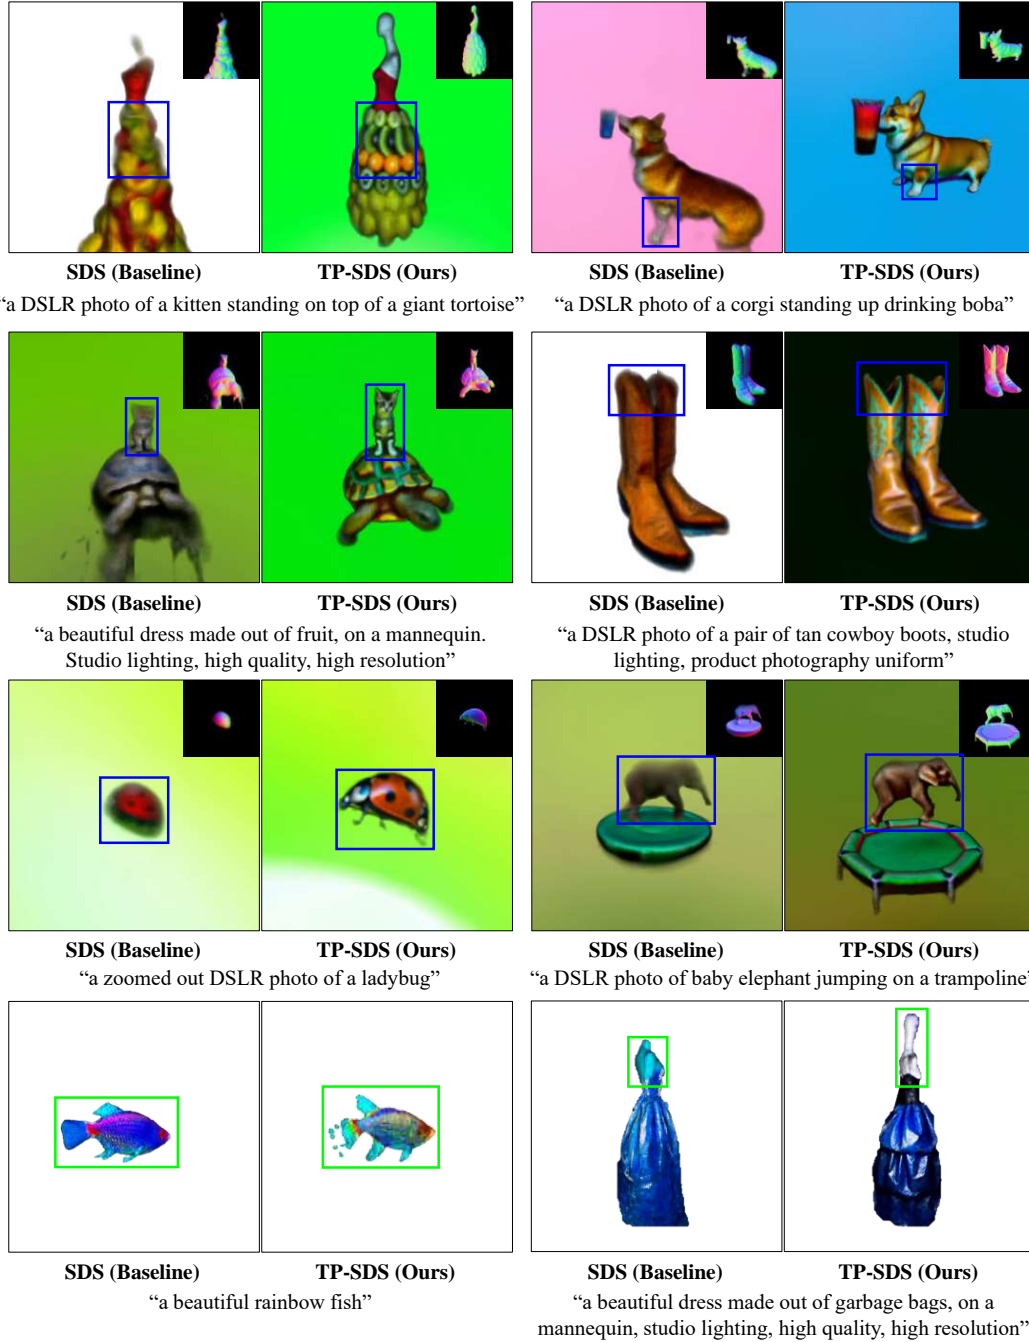 SDS (Baseline) TP-SDS (Ours) SDS (Baseline) TP-SDS (Ours)
“a DSLR photo of a kitten standing on top of a giant tortoise” “a DSLR photo of a corgi standing up drinking boba”
SDS (Baseline) TP-SDS (Ours) SDS (Baseline) TP-SDS (Ours)
“a beautiful dress made out of fruit, on a mannequin.
Studio lighting, high quality, high resolution”
“a DSLR photo of a pair of tan cowboy boots, studio
lighting, product photography uniform”
SDS (Baseline) TP-SDS (Ours) SDS (Baseline) TP-SDS (Ours)
“a zoomed out DSLR photo of a ladybug” “a DSLR photo of baby elephant jumping on a trampoline”
SDS (Baseline) TP-SDS (Ours) SDS (Baseline) TP-SDS (Ours)
“a beautiful rainbow fish”
“a beautiful dress made out of garbage bags, on a
mannequin, studio lighting, high quality, high resolution”